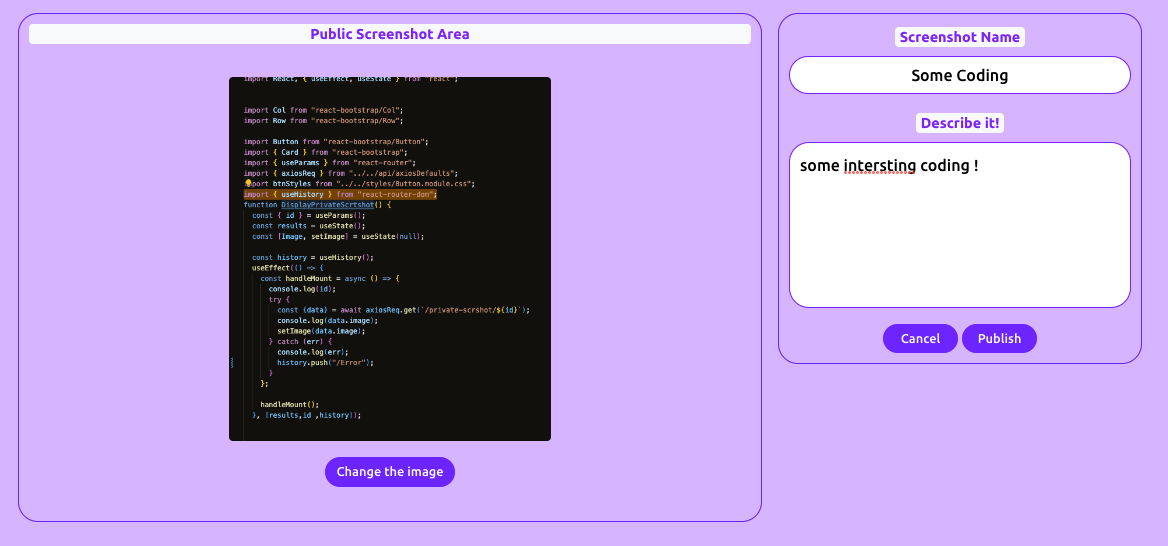 Public Screenshot Area
import React, { useEffect, useState } from "react";
import Col from "react-bootstrap/Col";
import Row from "react-bootstrap/Row";
import Button from "react-bootstrap/Button";
import { Card } from "react-bootstrap";
import { useParams } from "react-router";
import { axiosReq } from "../../api/axiosDefaults";
port btnStyles from "../../styles/Button.module.css";
import { useHistory } from "react-router-dom";
function DisplayPrivateScrtshot() {
const { id } = useParams();
const results = useState();
const [Image, setImage] = useState(null);
const history = useHistory();
useEffect(() => {
const handleMount = async () => {
console.log(id);
try {
const {data} = await axiosReq.get(`/private-scrshot/${id}`);
console.log(data.image);
setImage(data.image);
} catch (err) {
console.log(err);
history.push("/Error");
}
};
handleMount();
}, [results,id ,history]);
Change the image
Screenshot Name
Some Coding
Describe it!
some intersting coding !
Cancel
Publish